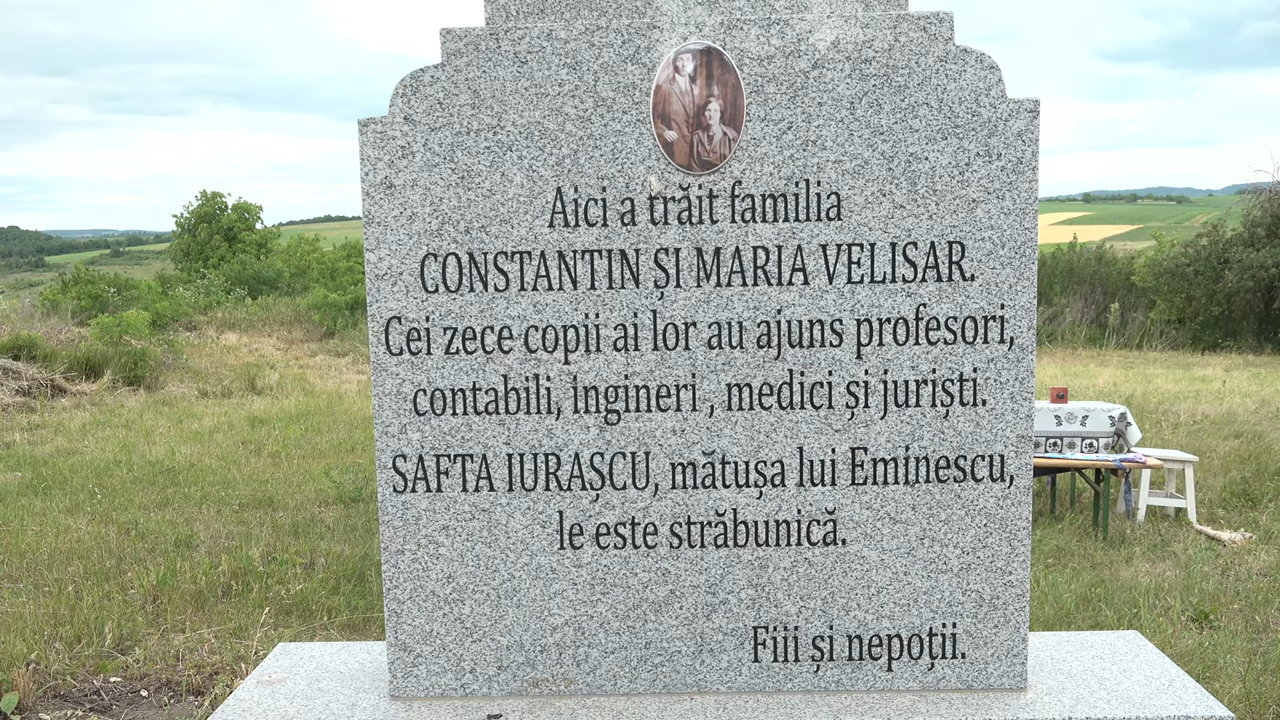 Aici a trăit familia
CONSTANTIN ȘI MARIA VELISAR.
Cei zece copii ai lor au ajuns profesori,
contabili, ingineri , medici și juriști.
SAFTA IURAȘCU, mătușa lui Eminescu,
le este străbunică.
Fiii și nepoții.